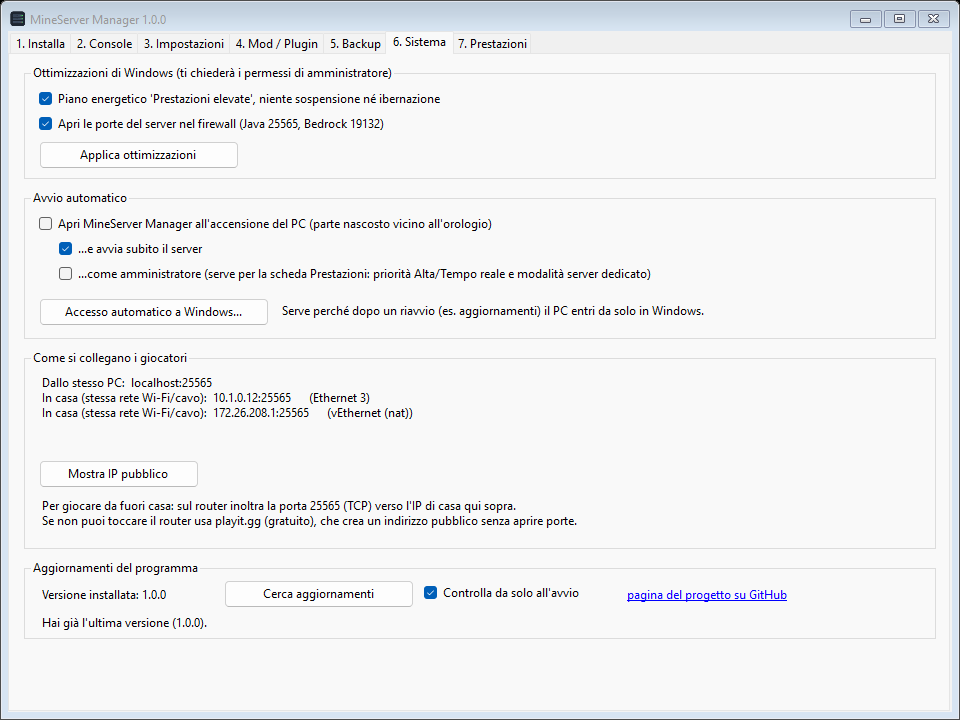 MineServer Manager 1.0.0
1. Installa 2. Console 3. Impostazioni 4. Mod / Plugin 5. Backup 6. Sistema 7. Prestazioni
Ottimizzazioni di Windows (ti chiederà i permessi di amministratore)
Piano energetico 'Prestazioni elevate', niente sospensione né ibernazione
Apri le porte del server nel firewall (Java 25565, Bedrock 19132)
Applica ottimizzazioni
Avvio automatico
Apri MineServer Manager all'accensione del PC (parte nascosto vicino all'orologio)
...e avvia subito il server
...come amministratore (serve per la scheda Prestazioni: priorità Alta/Tempo reale e modalità server dedicato)
Accesso automatico a Windows... Serve perché dopo un riavvio (es. aggiornamenti) il PC entri da solo in Windows.
Come si collegano i giocatori
Dallo stesso PC: localhost:25565
In casa (stessa rete Wi-Fi/cavo): 10.1.0.12:25565 (Ethernet 3)
In casa (stessa rete Wi-Fi/cavo): 172.26.208.1:25565 (vEthernet (nat))
Mostra IP pubblico
Per giocare da fuori casa: sul router inoltra la porta 25565 (TCP) verso l'IP di casa qui sopra.
Se non puoi toccare il router usa playit.gg (gratuito), che crea un indirizzo pubblico senza aprire porte.
Aggiornamenti del programma
Versione installata: 1.0.0 Cerca aggiornamenti Controlla da solo all'avvio pagina del progetto su GitHub
Hai già l'ultima versione (1.0.0).